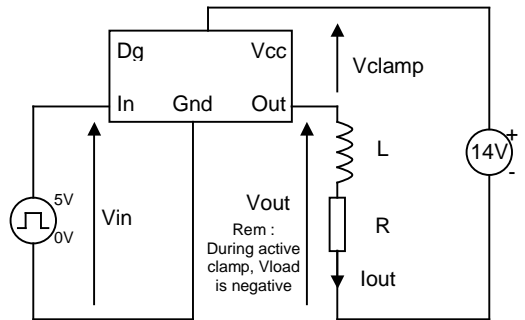 Dg
Vcc
Vclamp
In
Gnd
Out
+
14V
-
L
5V
0V
Vin
Vout
R
Rem :
During active
clamp, Vload
is negative
Iout